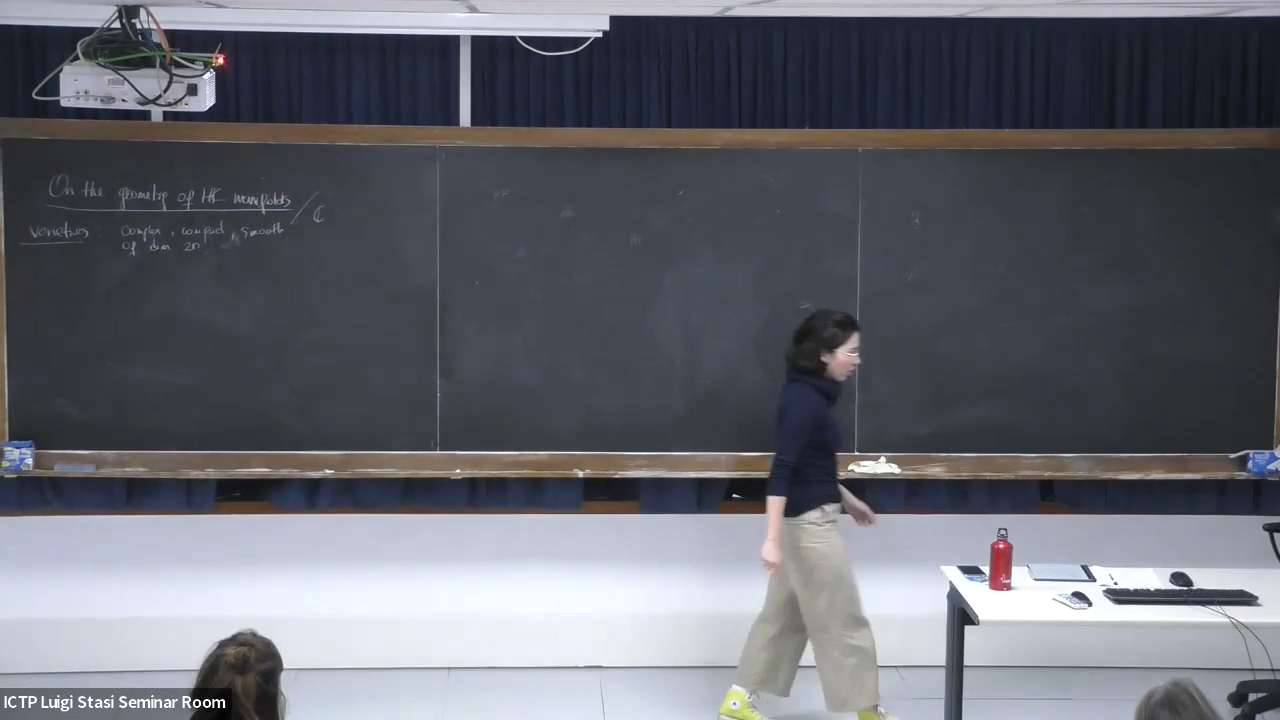 On the geometry of HK manifolds / ℂ
Varieties complex, compact, smooth
of dim 2n
ICTP Luigi Stasi Seminar Room